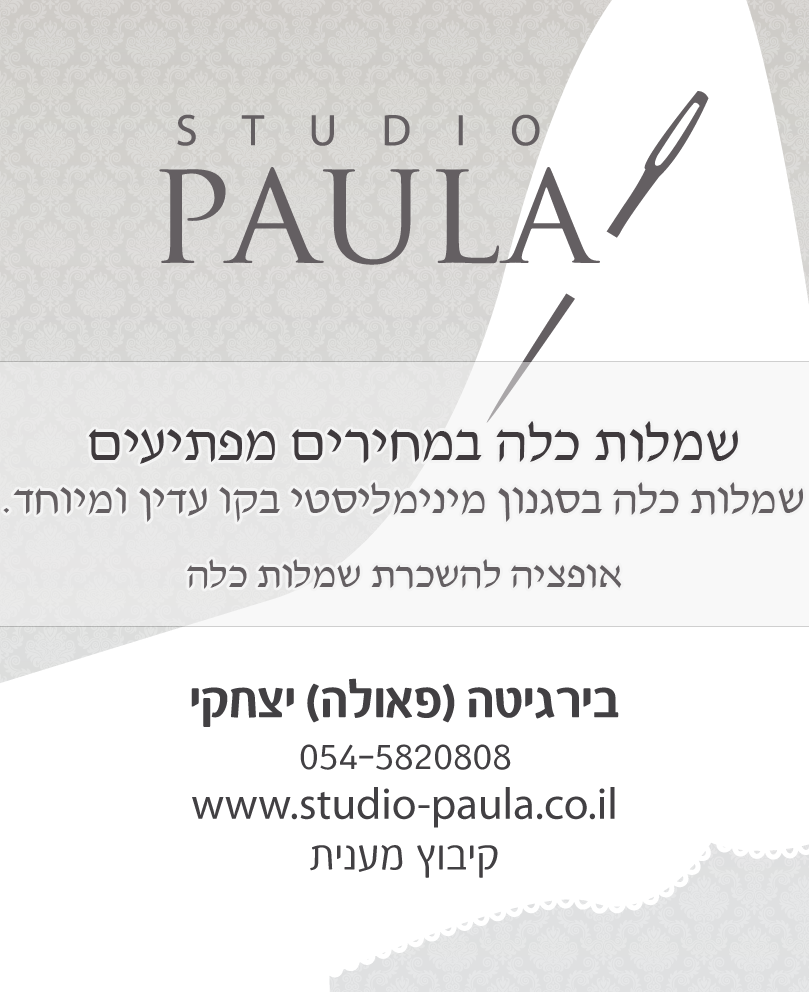 STUDIO
PAULA
שמלות כלה במחירים מפתיעים
שמלות כלה בסגנון מינימליסטי בקו עדין ומיוחד.
אופציה להשכרת שמלות כלה
בירגיטה (פאולה) יצחקי
054-5820808
www.studio-paula.co.il
קיבוץ מענית